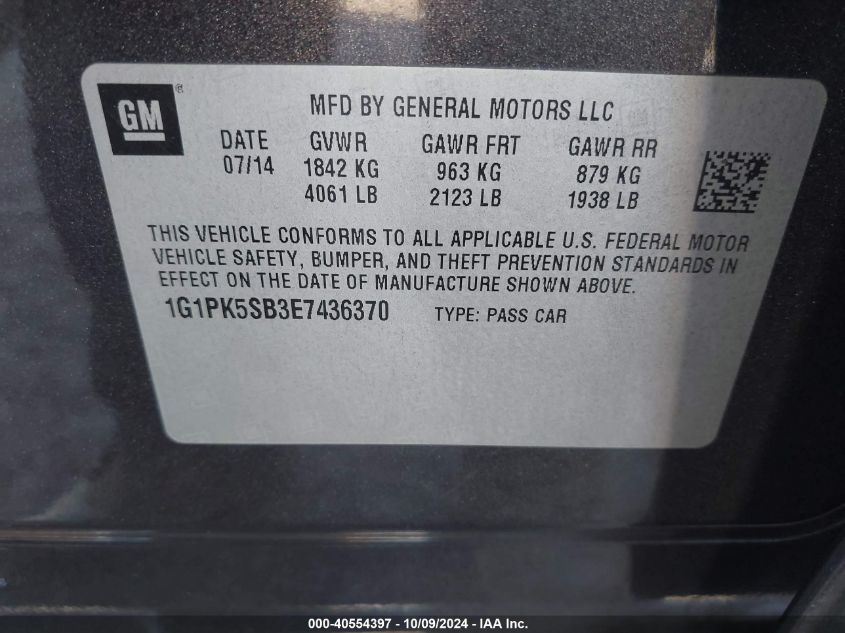 GM ®
MFD BY GENERAL MOTORS LLC
DATE GVWR GAWR FRT GAWR RR
07/14 1842 KG 963 KG 879 KG
4061 LB 2123 LB 1938 LB
THIS VEHICLE CONFORMS TO ALL APPLICABLE U.S. FEDERAL MOTOR
VEHICLE SAFETY, BUMPER, AND THEFT PREVENTION STANDARDS IN
EFFECT ON THE DATE OF MANUFACTURE SHOWN ABOVE.
1G1PK5SB3E7436370 TYPE: PASS CAR
000-40554397 - 10/09/2024 - IAA Inc.